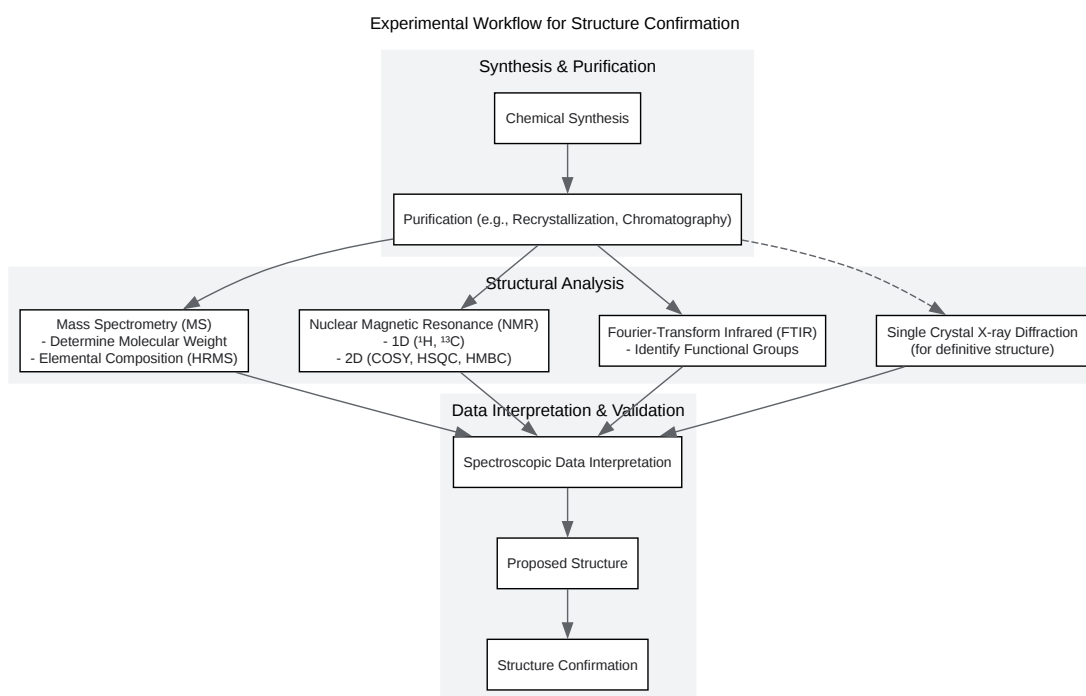 Experimental Workflow for Structure Confirmation
Synthesis & Purification
Chemical Synthesis
Purification (e.g., Recrystallization, Chromatography)
Structural Analysis
Mass Spectrometry (MS)
- Determine Molecular Weight
- Elemental Composition (HRMS)
Nuclear Magnetic Resonance (NMR)
- 1D (¹H, ¹³C)
- 2D (COSY, HSQC, HMBC)
Fourier-Transform Infrared (FTIR)
- Identify Functional Groups
Single Crystal X-ray Diffraction
(for definitive structure)
Data Interpretation & Validation
Spectroscopic Data Interpretation
Proposed Structure
Structure Confirmation